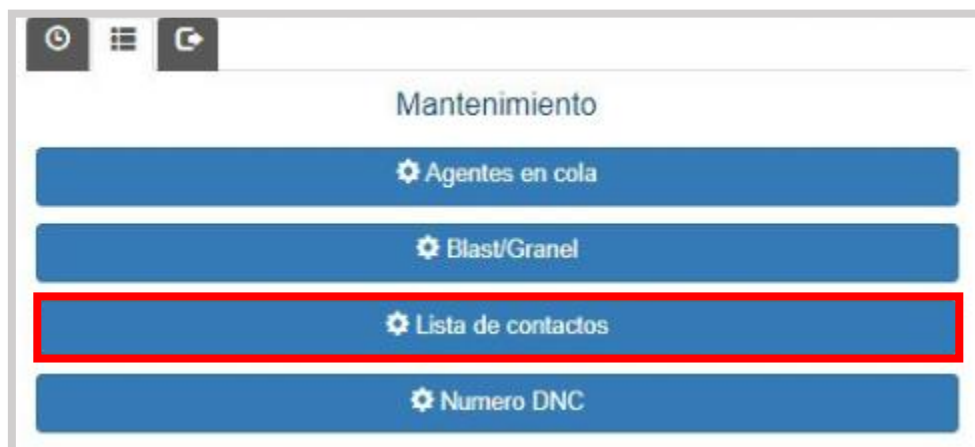 Mantenimiento
Agentes en cola
Blast/Granel
Lista de contactos
Numero DNC